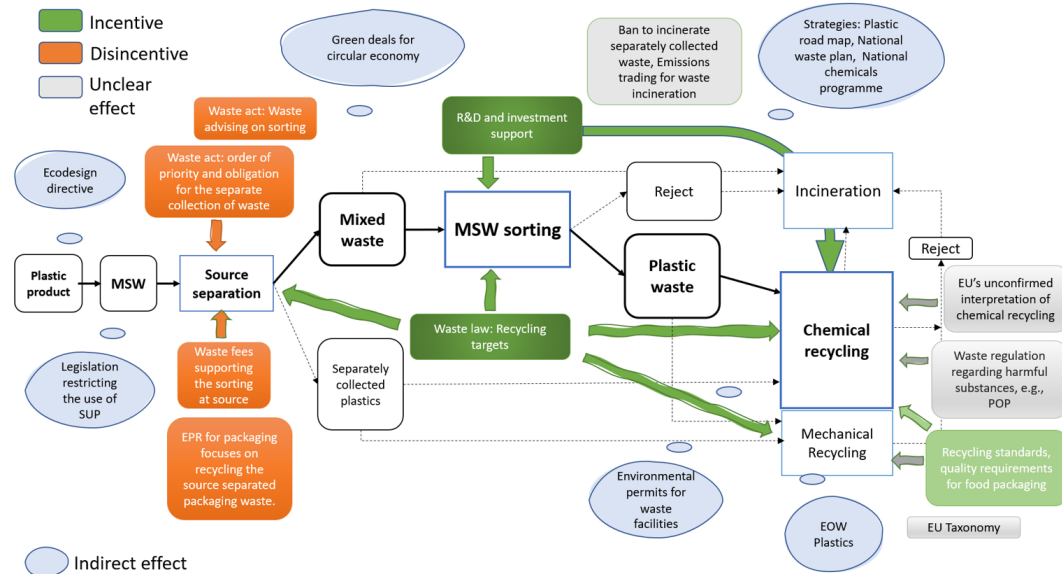 Incentive
Disincentive
Unclear
effect
Green deals for
circular economy
Ban to incinerate
separately collected
waste, Emissions
trading for waste
incineration
Strategies: Plastic
road map, National
waste plan, National
chemicals
programme
Waste act: Waste
advising on sorting
R&D and investment
support
Waste act: order of
priority and obligation
for the separate
collection of waste
Ecodesign
directive
Mixed
waste
MSW sorting
Reject
Incineration
Reject
Plastic
product
MSW
Source
separation
Plastic
waste
EU's unconfirmed
interpretation of
chemical recycling
Waste law: Recycling
targets
Chemical
recycling
Waste regulation
regarding harmful
substances, e.g.,
POP
Legislation
restricting
the use of
SUP
Waste fees
supporting
the sorting
at source
Separately
collected
plastics
Mechanical
Recycling
Recycling standards,
quality requirements
for food packaging
EPR for packaging
focuses on
recycling the
source separated
packaging waste.
Environmental
permits for
waste
facilities
EOW
Plastics
EU Taxonomy
Indirect effect